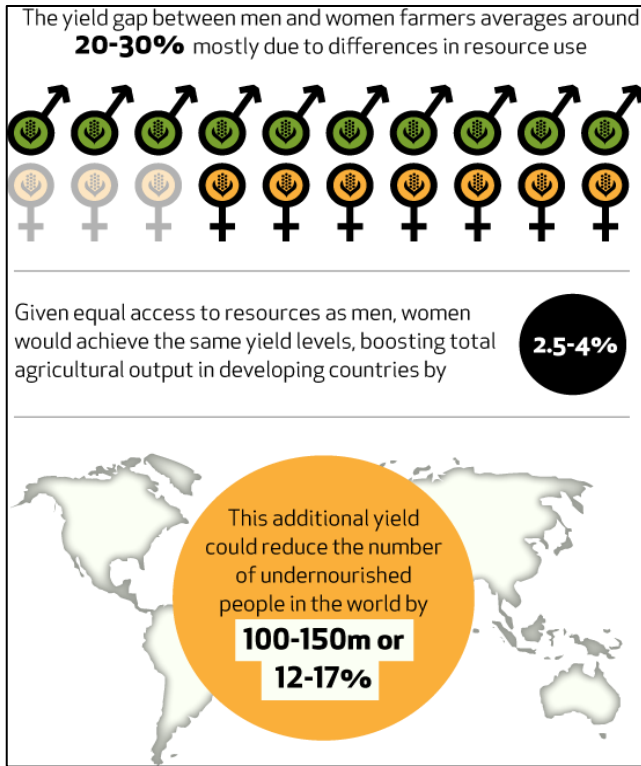 The yield gap between men and women farmers averages around
20-30% mostly due to differences in resource use
Given equal access to resources as men, women
would achieve the same yield levels, boosting total
agricultural output in developing countries by
2.5-4%
This additional yield
could reduce the number
of undernourished
people in the world by
100-150m or
12-17%